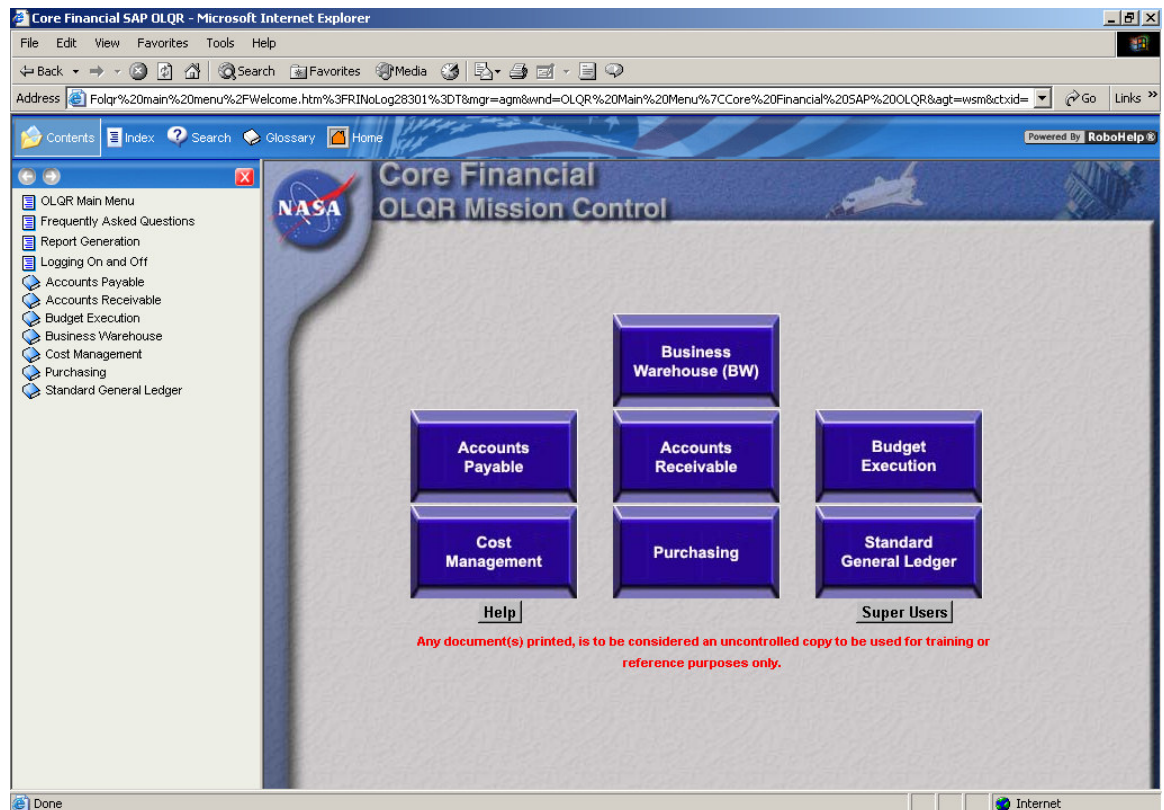 Core Financial SAP OLQR - Microsoft Internet Explorer
File Edit View Favorites Tools Help
Back Search Favorites Media
Address Folqr%20main%20menu%2FWelcome.htm%3FRINoLog28301%3DT&mgr=agm&wnd=OLQR%20Main%20Menu%7CCore%20Financial%20SAP%20OLQR&agt=wsm&ctxid= Go Links »
Contents Index Search Glossary Home Powered By RoboHelp®
OLQR Main Menu
Frequently Asked Questions
Report Generation
Logging On and Off
Accounts Payable
Accounts Receivable
Budget Execution
Business Warehouse
Cost Management
Purchasing
Standard General Ledger
NASA
Core Financial
OLQR Mission Control
Business
Warehouse (BW)
Accounts
Payable
Accounts
Receivable
Budget
Execution
Cost
Management
Purchasing
Standard
General Ledger
Help
Super Users
Any document(s) printed, is to be considered an uncontrolled copy to be used for training or
reference purposes only.
Done Internet